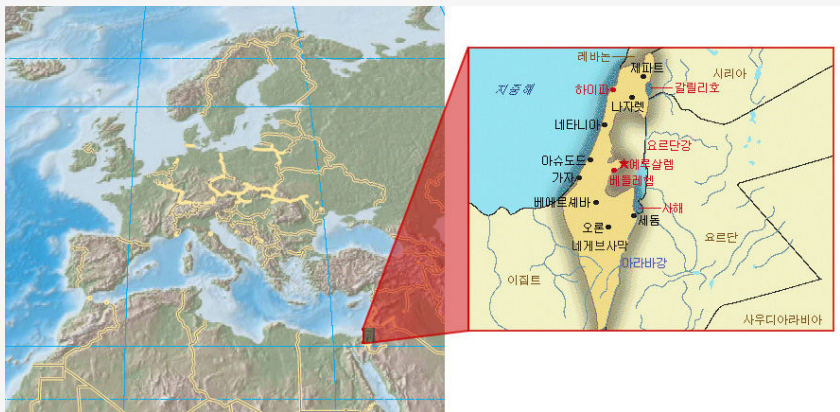 레바논
제파트
시리아
지중해
하이파
갈릴리호
나자렛
네타니아
요르단강
아슈도드
예루살렘
가자
베들레헴
베에르셰바
사해
세돔
오론
요르단
네게브사막
아라바강
이집트
사우디아라비아